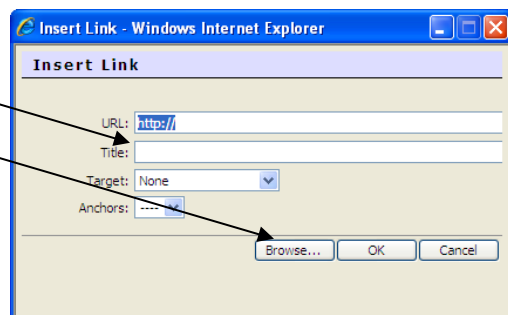 Insert Link - Windows Internet Explorer
Insert Link
URL: http://
Title:
Target: None
Anchors: ----
Browse... OK Cancel